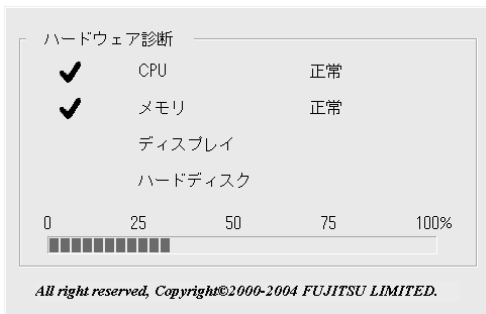 ハードウェア診断
CPU 正常
メモリ 正常
ディスプレイ
ハードディスク
0 25 50 75 100%
All right reserved, Copyright©2000-2004 FUJITSU LIMITED.